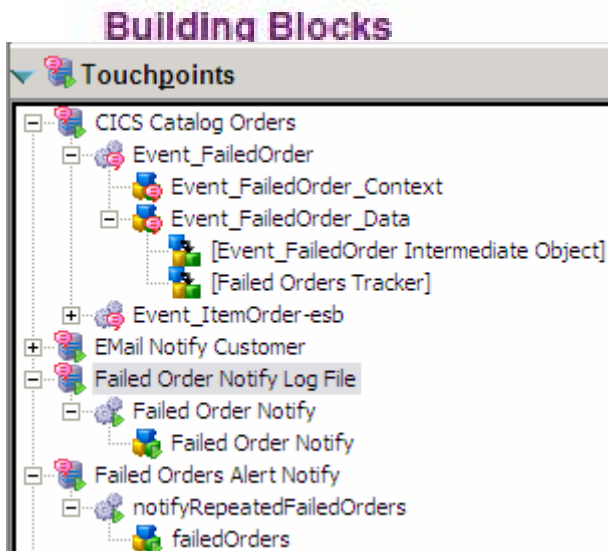 Building Blocks
Touchpoints
CICS Catalog Orders
Event_FailedOrder
Event_FailedOrder_Context
Event_FailedOrder_Data
[Event_FailedOrder Intermediate Object]
[Failed Orders Tracker]
Event_ItemOrder-esb
EMail Notify Customer
Failed Order Notify Log File
Failed Order Notify
Failed Order Notify
Failed Orders Alert Notify
notifyRepeatedFailedOrders
failedOrders